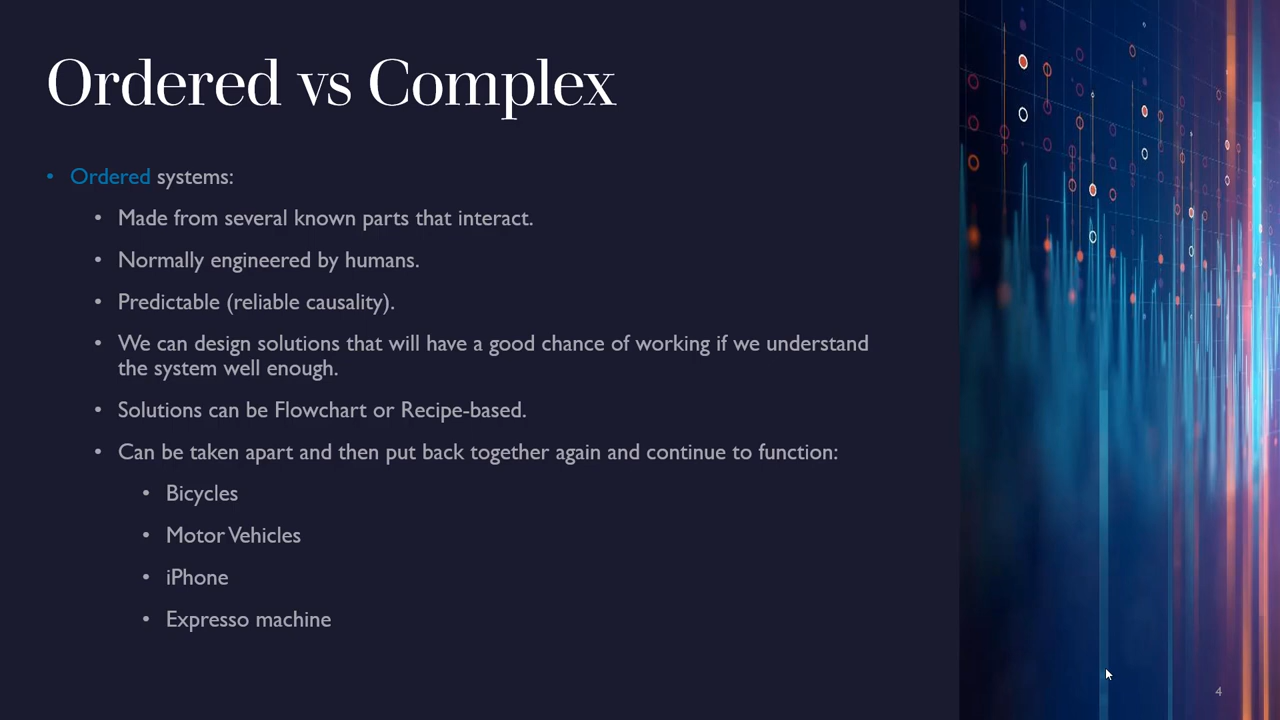 Ordered vs Complex
• Ordered systems:
• Made from several known parts that interact.
• Normally engineered by humans.
• Predictable (reliable causality).
• We can design solutions that will have a good chance of working if we understand
the system well enough.
• Solutions can be Flowchart or Recipe-based.
• Can be taken apart and then put back together again and continue to function:
• Bicycles
• Motor Vehicles
• iPhone
• Expresso machine
4